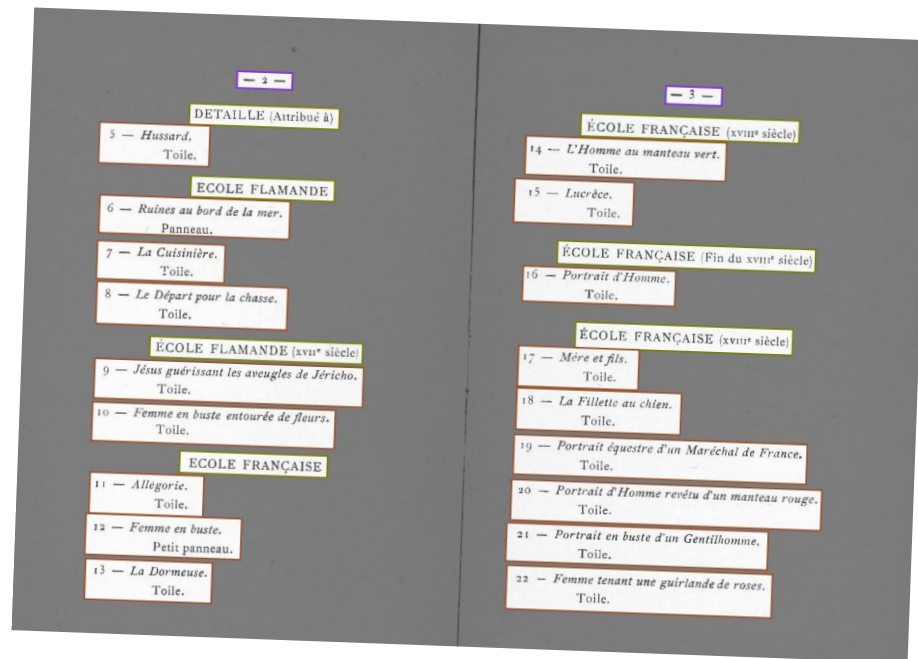 — 2 —
DETAILLE (Attribué à)
5 — Hussard.
Toile.
ECOLE FLAMANDE
6 — Ruines au bord de la mer.
Panneau.
7 — La Cuisinière.
Toile.
8 — Le Départ pour la chasse.
Toile.
ÉCOLE FLAMANDE (XVIIe siècle)
9 — Jésus guérissant les aveugles de Jéricho.
Toile.
10 — Femme en buste entourée de fleurs.
Toile.
ECOLE FRANÇAISE
11 — Allégorie.
Toile.
12 — Femme en buste.
Petit panneau.
13 — La Dormeuse.
Toile.
— 3 —
ÉCOLE FRANÇAISE (XVIIIe siècle)
14 — L'Homme au manteau vert.
Toile.
15 — Lucrèce.
Toile.
ÉCOLE FRANÇAISE (Fin du XVIIIe siècle)
16 — Portrait d'Homme.
Toile.
ÉCOLE FRANÇAISE (XVIIIe siècle)
17 — Mère et fils.
Toile.
18 — La Fillette au chien.
Toile.
19 — Portrait équestre d'un Maréchal de France.
Toile.
20 — Portrait d'Homme revêtu d'un manteau rouge.
Toile.
21 — Portrait en buste d'un Gentilhomme.
Toile.
22 — Femme tenant une guirlande de roses.
Toile.